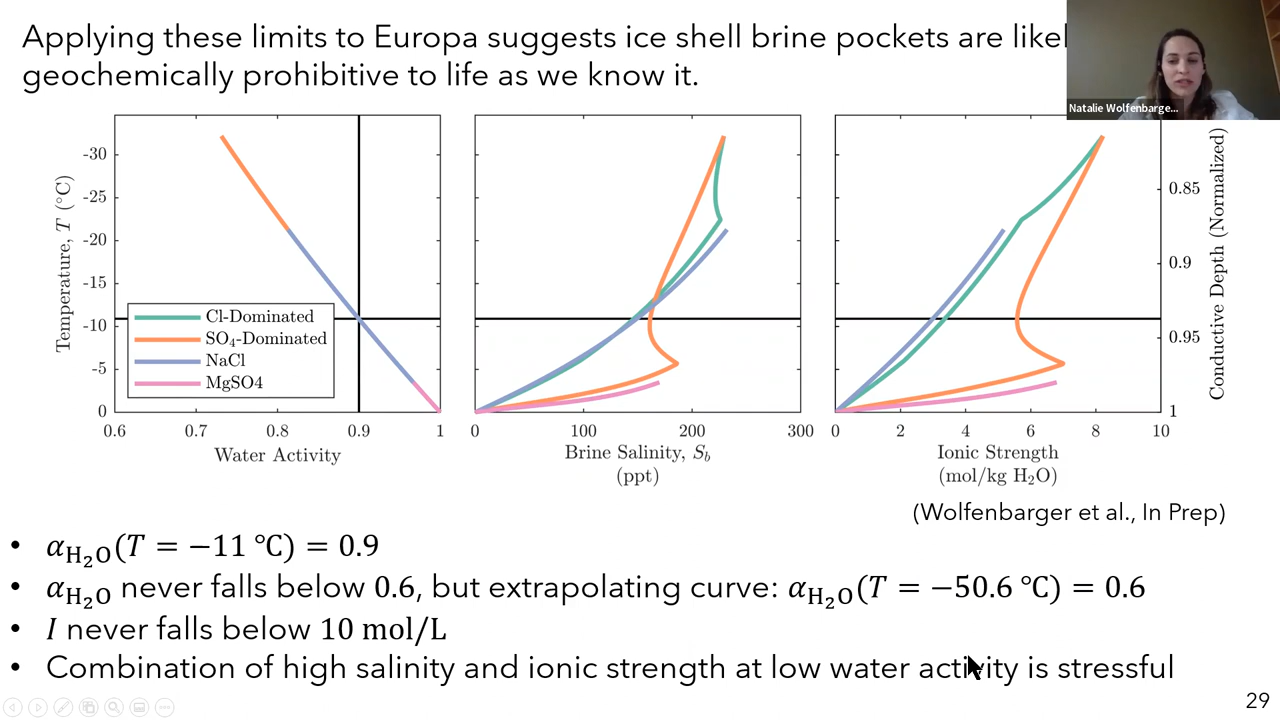 Applying these limits to Europa suggests ice shell brine pockets are likel
geochemically prohibitive to life as we know it.
Natalie Wolfenbarge...
Temperature, T (°C)
-30
-25
-20
-15
-10
-5
0
Cl-Dominated
SO₄-Dominated
NaCl
MgSO4
0.6 0.7 0.8 0.9 1
Water Activity
0 100 200 300
Brine Salinity, S_b
(ppt)
0 2 4 6 8 10
Ionic Strength
(mol/kg H₂O)
0.85
0.9
0.95
1
Conductive Depth (Normalized)
(Wolfenbarger et al., In Prep)
• α_H₂O(T = −11 °C) = 0.9
• α_H₂O never falls below 0.6, but extrapolating curve: α_H₂O(T = −50.6 °C) = 0.6
• I never falls below 10 mol/L
• Combination of high salinity and ionic strength at low water activity is stressful
29